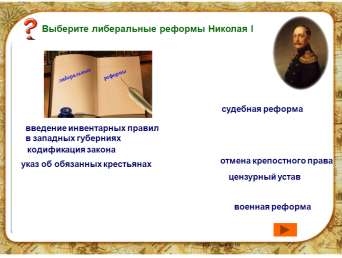 Выберите либеральные реформы Николая I
либеральные реформы
судебная реформа
введение инвентарных правил
в западных губерниях
кодификация закона
указ об обязанных крестьянах
отмена крепостного права
цензурный устав
военная реформа